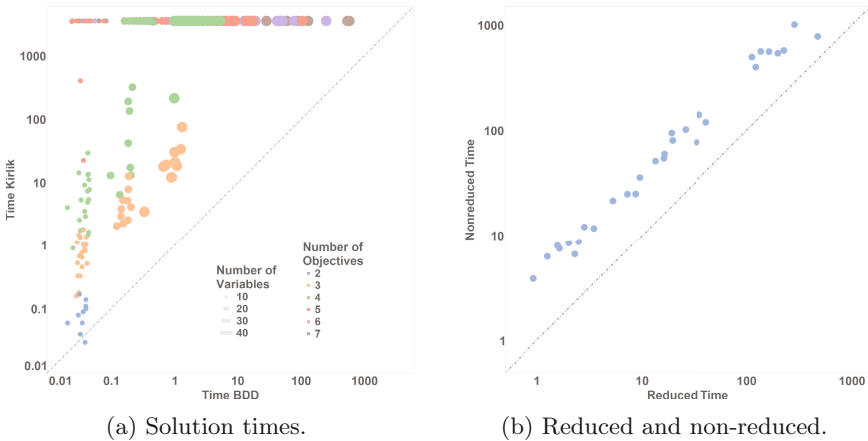 1000
100
10
1
0.1
0.01
Time Kirlik
0.01 0.1 1 10 100 1000
Time BDD
Number of
Variables
10
20
30
40
Number of
Objectives
2
3
4
5
6
7
(a) Solution times.
1000
100
10
1
Nonreduced Time
1 10 100 1000
Reduced Time
(b) Reduced and non-reduced.